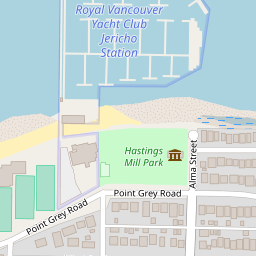 Royal Vancouver
Yacht Club
Jericho
Station
Hastings
Mill Park
Alma Street
Point Grey Road
Point Grey Road